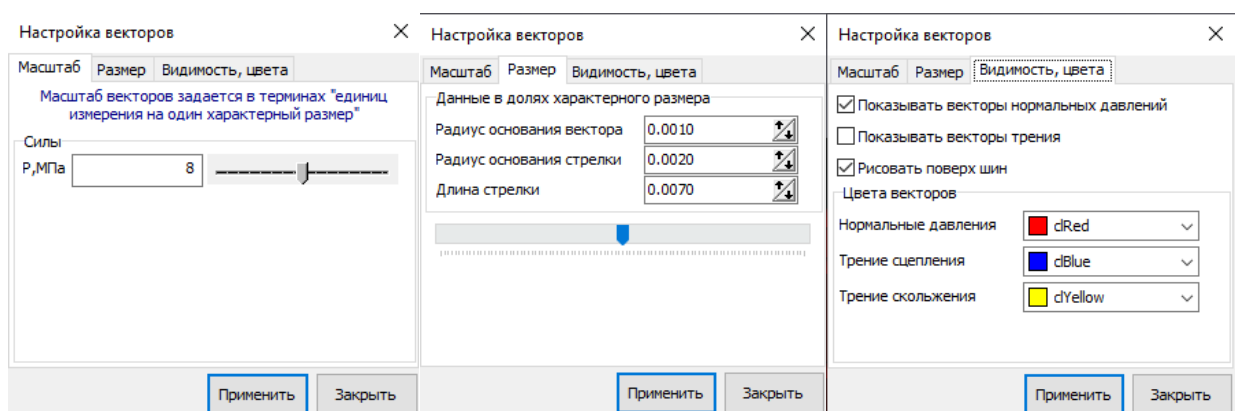 Настройка векторов
Масштаб Размер Видимость, цвета
Масштаб векторов задается в терминах "единиц
измерения на один характерный размер"
Силы
P,МПа 8
Применить Закрыть
Настройка векторов
Масштаб Размер Видимость, цвета
Данные в долях характерного размера
Радиус основания вектора 0.0010
Радиус основания стрелки 0.0020
Длина стрелки 0.0070
Применить Закрыть
Настройка векторов
Масштаб Размер Видимость, цвета
Показывать векторы нормальных давлений
Показывать векторы трения
Рисовать поверх шин
Цвета векторов
Нормальные давления clRed
Трение сцепления clBlue
Трение скольжения clYellow
Применить Закрыть